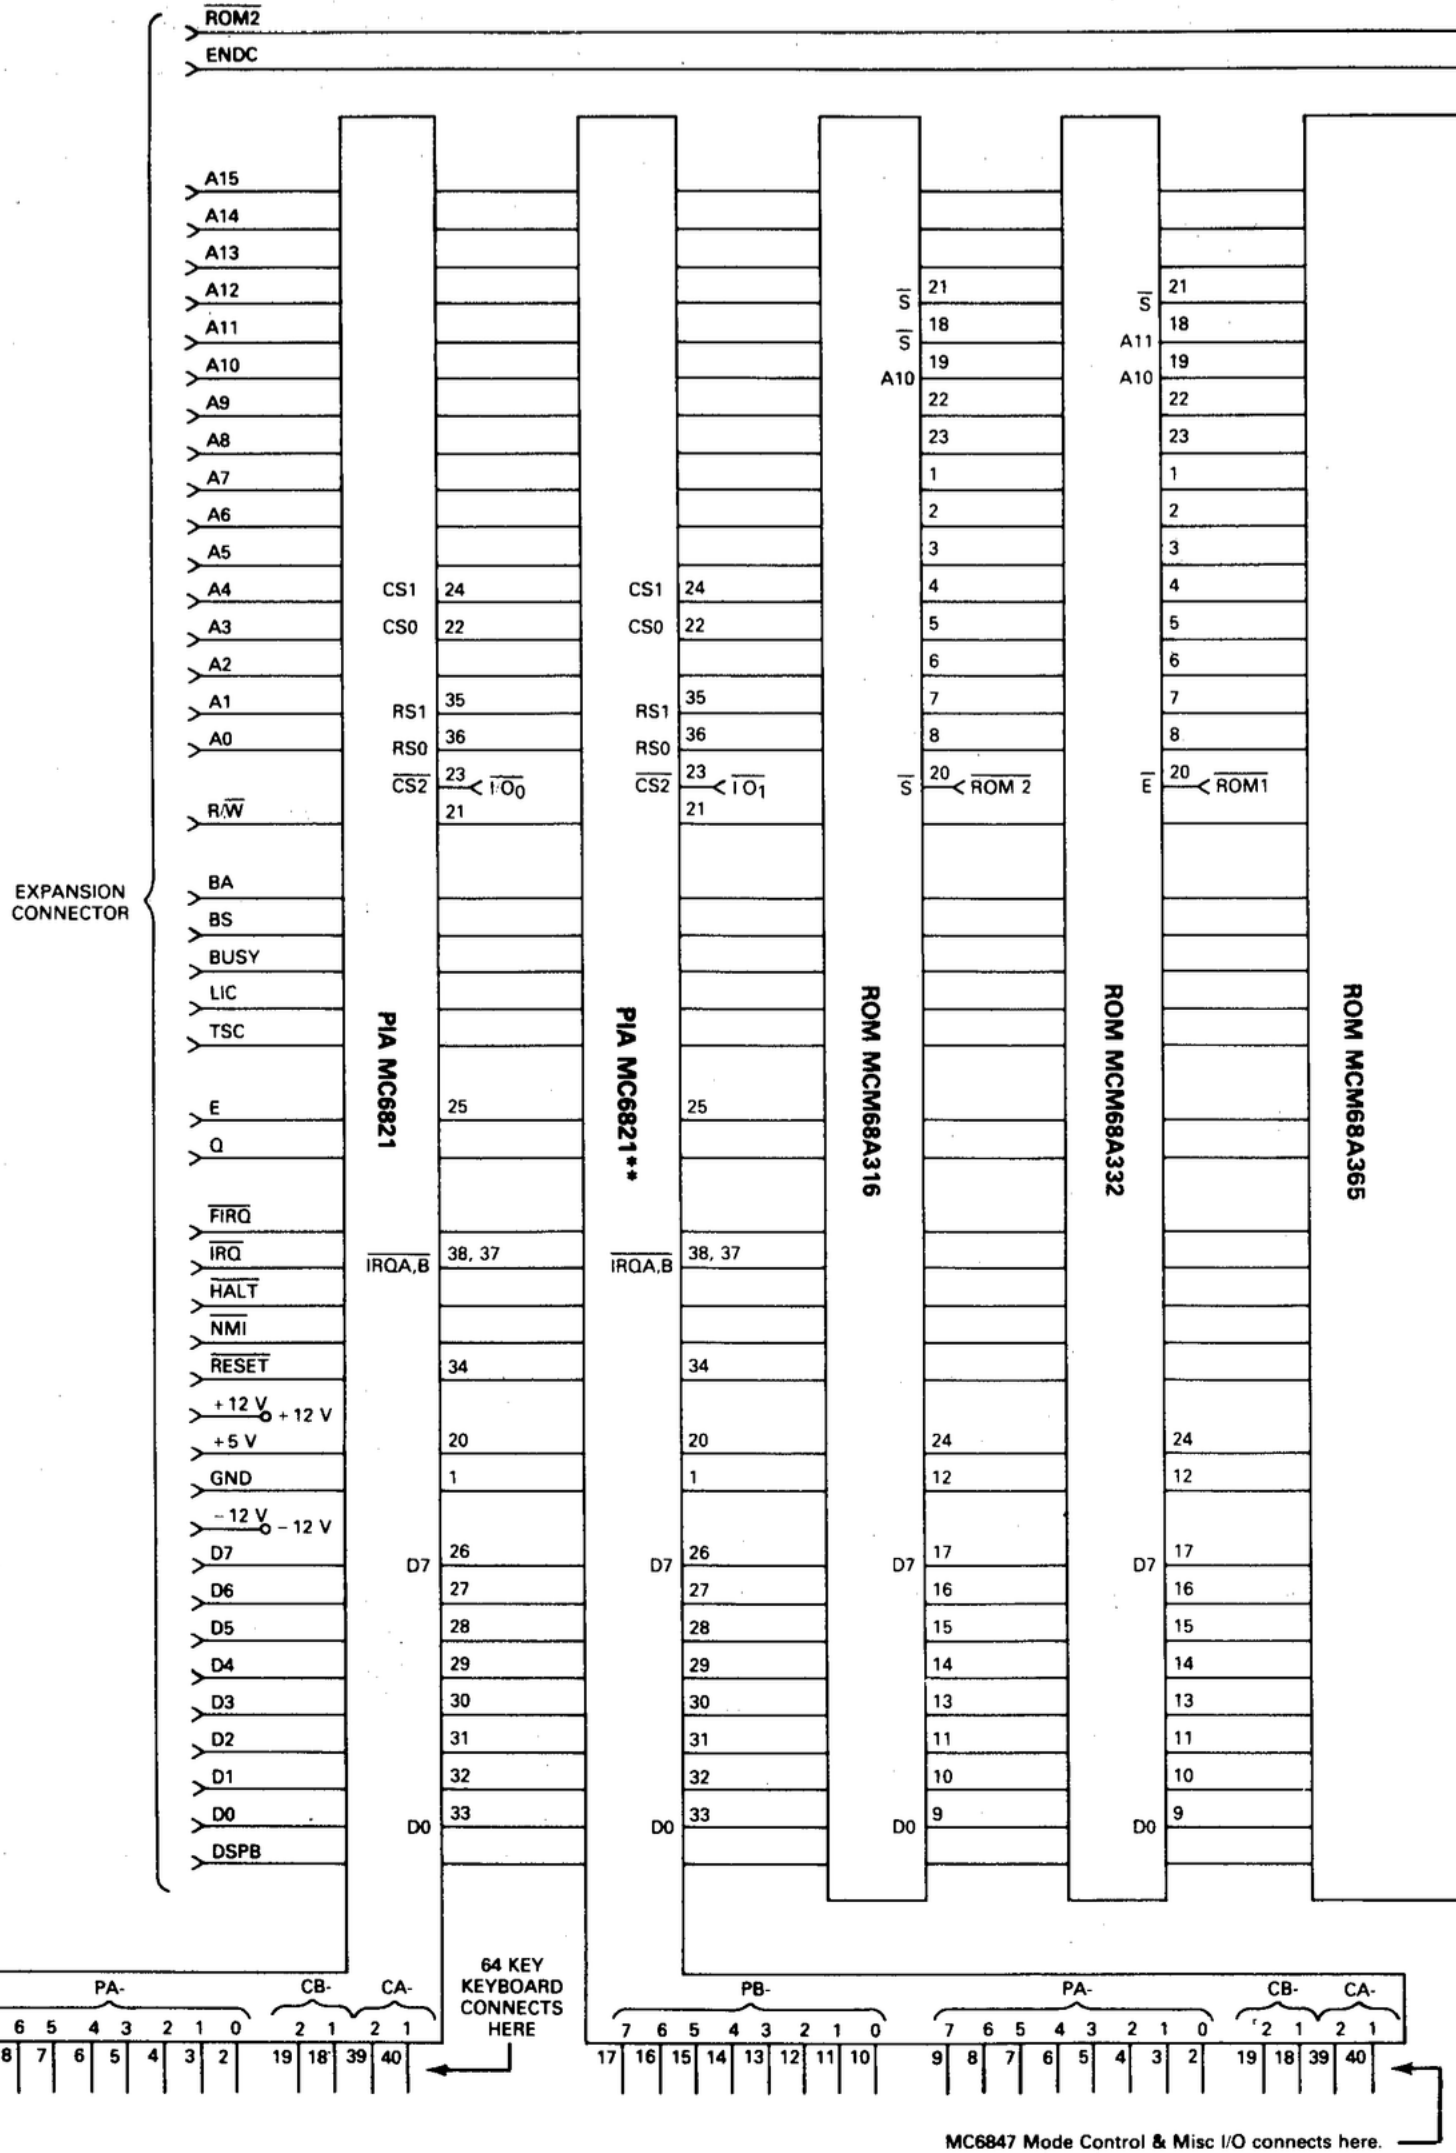 ROM2
ENDC
A15
A14
A13
A12 S 21 S 21
A11 S 18 A11 18
A10 A10 19 A10 19
A9 22 22
A8 23 23
A7 1 1
A6 2 2
A5 3 3
A4 CS1 24 CS1 24 4 4
A3 CS0 22 CS0 22 5 5
A2 6 6
A1 RS1 35 RS1 35 7 7
A0 RS0 36 RS0 36 8 8
CS2 23 I/O0 CS2 23 I O1 S 20 ROM 2 E 20 ROM1
R/W 21 21
BA
EXPANSION
CONNECTOR
BS
BUSY
LIC
TSC
PIA MC6821
PIA MC6821**
ROM MCM68A316
ROM MCM68A332
ROM MCM68A365
E 25 25
Q
FIRQ
IRQ IRQA,B 38, 37 IRQA,B 38, 37
HALT
NMI
RESET 34 34
+12 V +12 V
+5 V 20 20 24 24
GND 1 1 12 12
-12 V -12 V
D7 D7 26 D7 26 D7 17 D7 17
D6 27 27 16 16
D5 28 28 15 15
D4 29 29 14 14
D3 30 30 13 13
D2 31 31 11 11
D1 32 32 10 10
D0 D0 33 D0 33 D0 9 D0 9
DSPB
64 KEY
KEYBOARD
CONNECTS
HERE
PA- CB- CA- PB- PA- CB- CA-
6 5 4 3 2 1 0 2 1 2 1 7 6 5 4 3 2 1 0 7 6 5 4 3 2 1 0 2 1 2 1
8 7 6 5 4 3 2 19 18 39 40 17 16 15 14 13 12 11 10 9 8 7 6 5 4 3 2 19 18 39 40
MC6847 Mode Control & Misc I/O connects here.